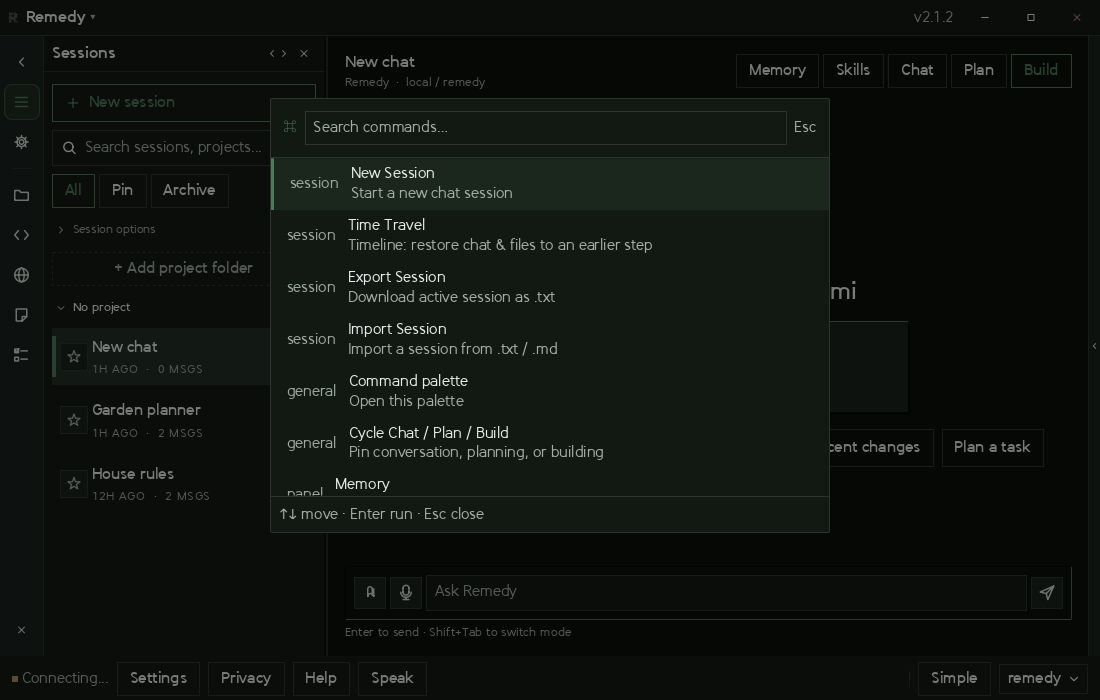 Remedy
v2.1.2
Sessions
New session
Search sessions, projects...
All Pin Archive
Session options
+ Add project folder
No project
New chat
1H AGO · 0 MSGS
Garden planner
1H AGO · 2 MSGS
House rules
12H AGO · 2 MSGS
New chat
Remedy · local / remedy
Memory Skills Chat Plan Build
Search commands...
Esc
session New Session
Start a new chat session
session Time Travel
Timeline: restore chat & files to an earlier step
session Export Session
Download active session as .txt
session Import Session
Import a session from .txt / .md
general Command palette
Open this palette
general Cycle Chat / Plan / Build
Pin conversation, planning, or building
panel Memory
↑↓ move · Enter run · Esc close
mi
cent changes Plan a task
Ask Remedy
Enter to send · Shift+Tab to switch mode
Connecting... Settings Privacy Help Speak
Simple remedy